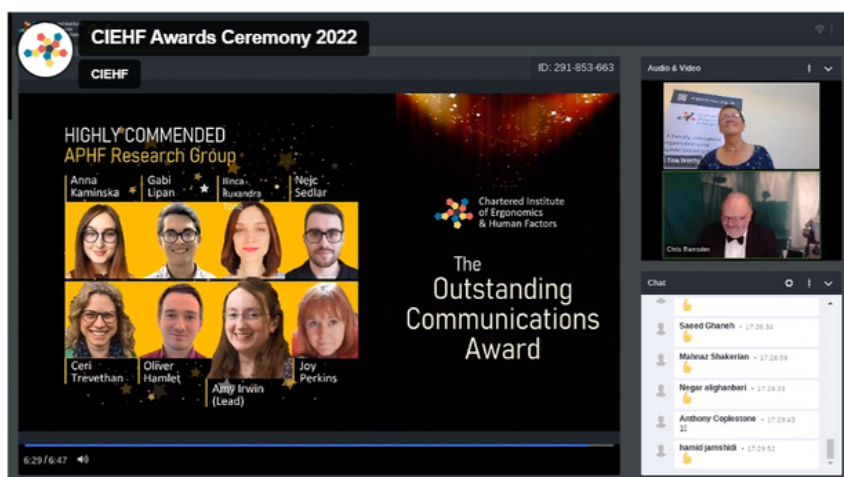 CIEHF Awards Ceremony 2022
CIEHF
ID: 291-853-663
HIGHLY COMMENDED
APHF Research Group
Anna
Kaminska
Gabi
Lipan
Ilinca
Ruxandra
Nejc
Sedlar
Ceri
Trevethan
Oliver
Hamlet
Amy Irwin
(Lead)
Joy
Perkins
Chartered Institute
of Ergonomics
& Human Factors
The
Outstanding
Communications
Award
6:29/6:47
Audio & Video
Tina Worthy
Chris Ramsden
Chat
Saeed Ghaneh • 17:28:34
Mahnaz Shakerian • 17:28:59
Negar alighanbari • 17:29:33
Anthony Coplestone • 17:29:43
hamid jamshidi • 17:29:52